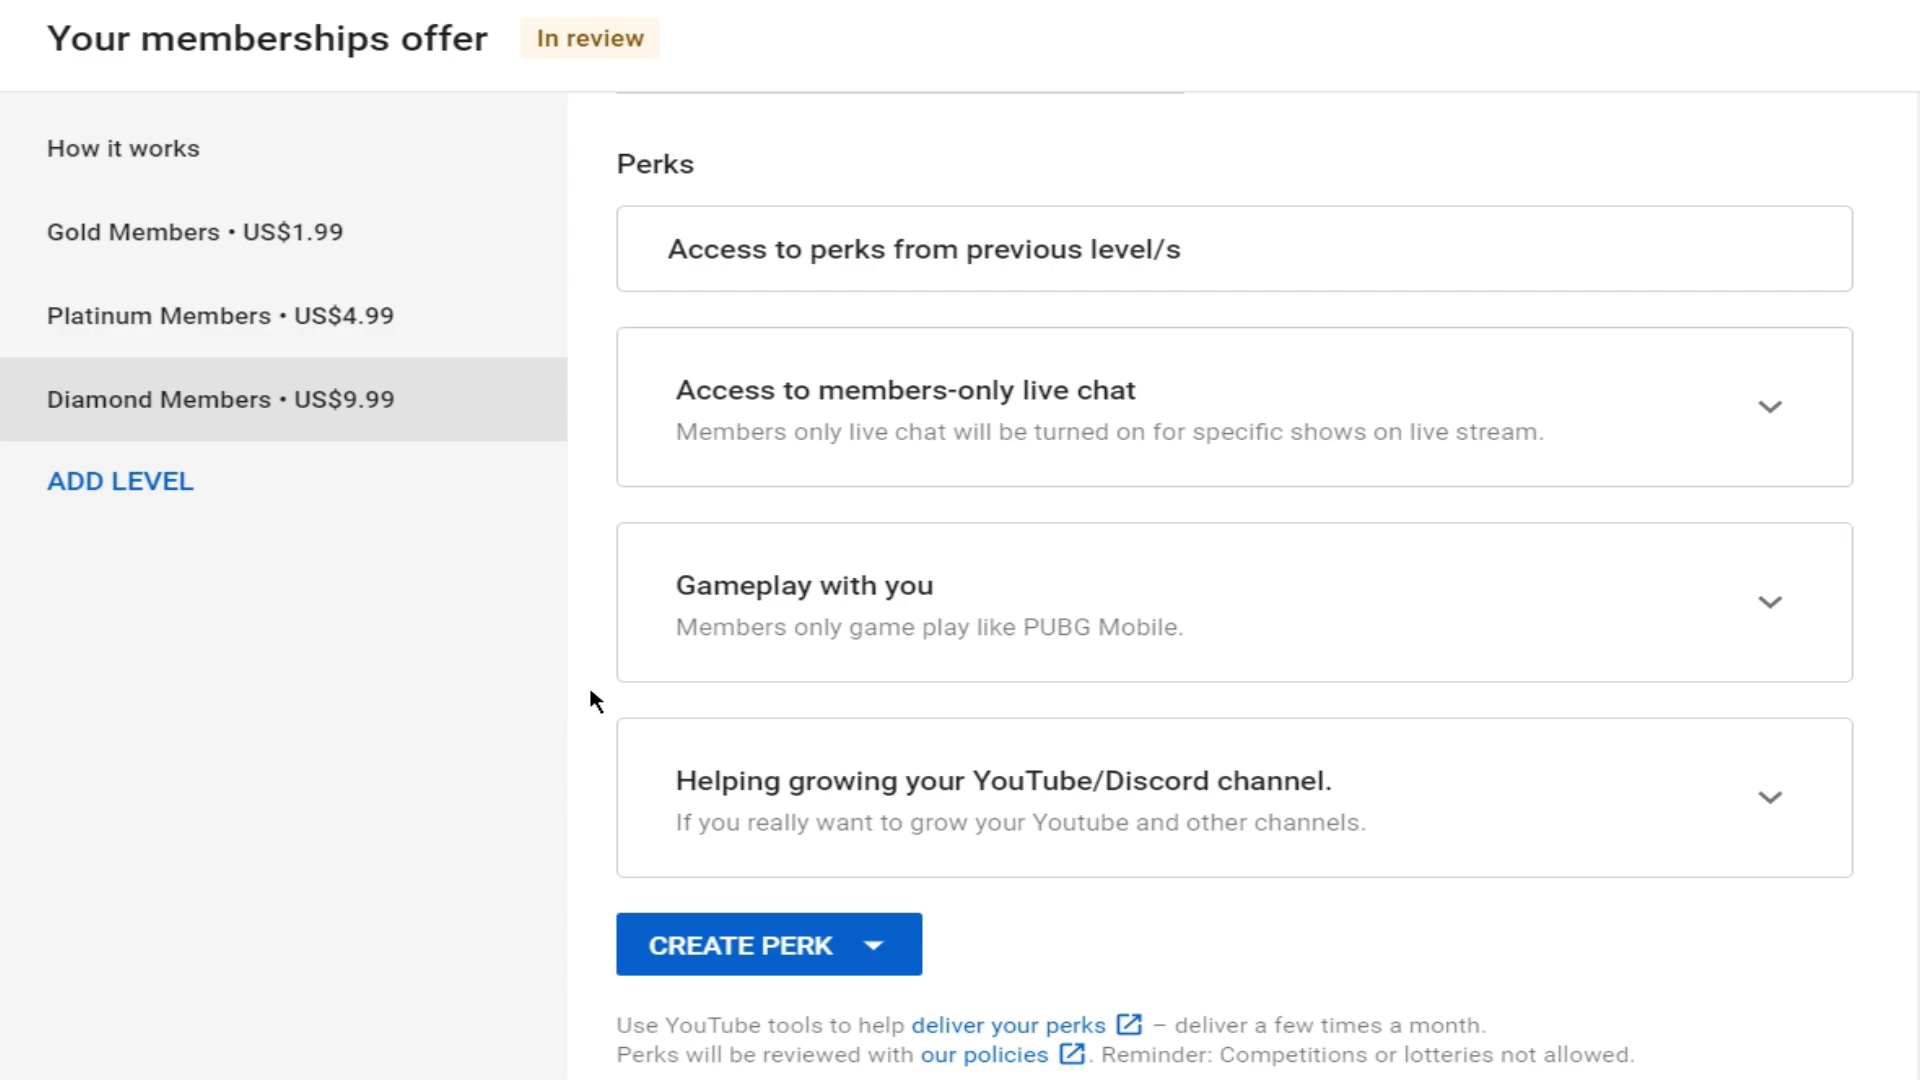 Your memberships offer
In review
How it works
Gold Members • US$1.99
Platinum Members • US$4.99
Diamond Members • US$9.99
ADD LEVEL
Perks
Access to perks from previous level/s
Access to members-only live chat
Members only live chat will be turned on for specific shows on live stream.
Gameplay with you
Members only game play like PUBG Mobile.
Helping growing your YouTube/Discord channel.
If you really want to grow your Youtube and other channels.
CREATE PERK
Use YouTube tools to help deliver your perks – deliver a few times a month.
Perks will be reviewed with our policies. Reminder: Competitions or lotteries not allowed.